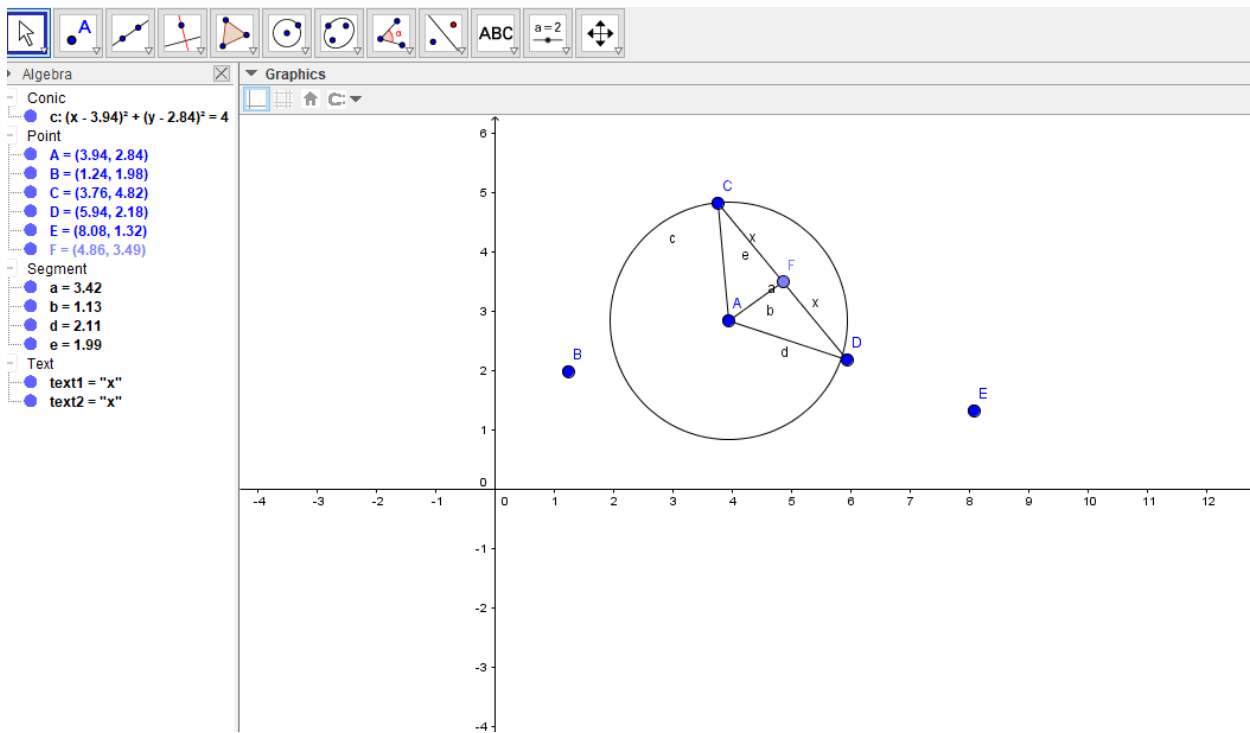 A
α
ABC
a=2
Algebra
Graphics
Conic
c: (x - 3.94)² + (y - 2.84)² = 4
Point
A = (3.94, 2.84)
B = (1.24, 1.98)
C = (3.76, 4.82)
D = (5.94, 2.18)
E = (8.08, 1.32)
F = (4.86, 3.49)
Segment
a = 3.42
b = 1.13
d = 2.11
e = 1.99
Text
text1 = "x"
text2 = "x"
6
5
4
3
2
1
0
-1
-2
-3
-4
-4 -3 -2 -1 0 1 2 3 4 5 6 7 8 9 10 11 12
C
c
x
e
F
a
A
b
x
d
D
B
E